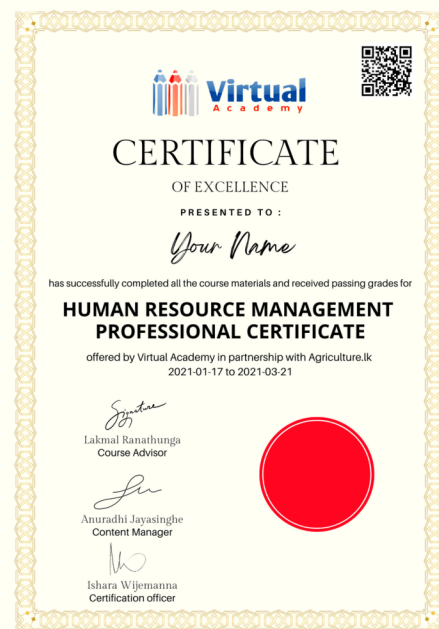 Virtual
Academy
CERTIFICATE
OF EXCELLENCE
PRESENTED TO :
Your Name
has successfully completed all the course materials and received passing grades for
HUMAN RESOURCE MANAGEMENT
PROFESSIONAL CERTIFICATE
offered by Virtual Academy in partnership with Agriculture.lk
2021-01-17 to 2021-03-21
Signature
Lakmal Ranathunga
Course Advisor
Anuradhi Jayasinghe
Content Manager
Ishara Wijemanna
Certification officer